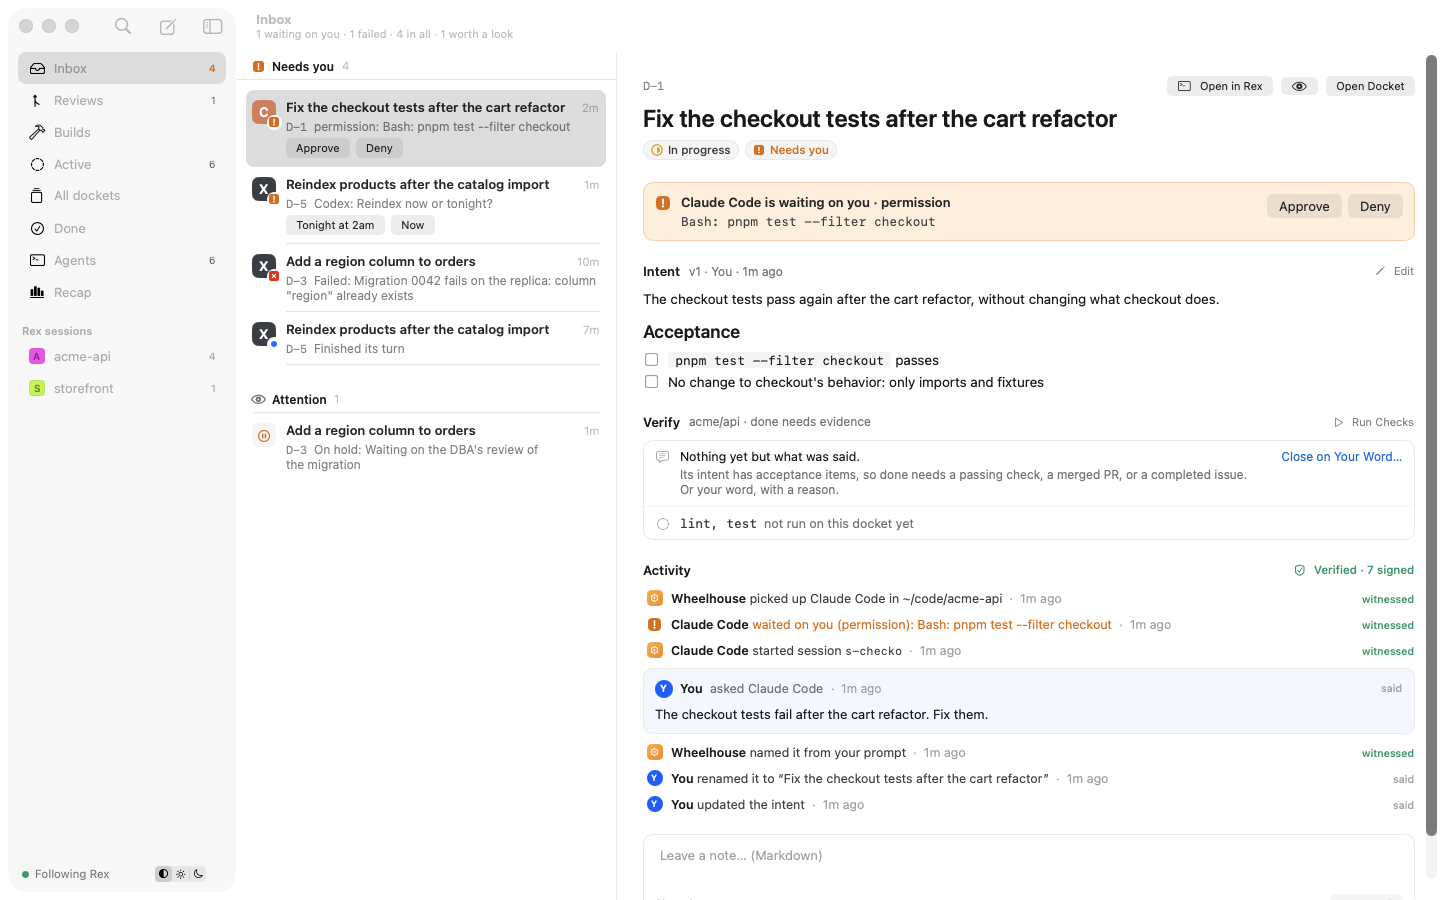 Inbox
1 waiting on you · 1 failed · 4 in all · 1 worth a look
Inbox 4
Reviews 1
Builds
Active 6
All dockets
Done
Agents 6
Recap
Rex sessions
A acme-api 4
S storefront 1
Following Rex
Needs you 4
C Fix the checkout tests after the cart refactor 2m
D–1 permission: Bash: pnpm test --filter checkout
Approve Deny
X Reindex products after the catalog import 1m
D–5 Codex: Reindex now or tonight?
Tonight at 2am Now
X Add a region column to orders 10m
D–3 Failed: Migration 0042 fails on the replica: column
"region" already exists
X Reindex products after the catalog import 7m
D–5 Finished its turn
Attention 1
Add a region column to orders 1m
D–3 On hold: Waiting on the DBA's review of
the migration
D–1
Open in Rex Open Docket
Fix the checkout tests after the cart refactor
In progress Needs you
Claude Code is waiting on you · permission
Bash: pnpm test --filter checkout
Approve Deny
Intent v1 · You · 1m ago Edit
The checkout tests pass again after the cart refactor, without changing what checkout does.
Acceptance
pnpm test --filter checkout passes
No change to checkout's behavior: only imports and fixtures
Verify acme/api · done needs evidence Run Checks
Nothing yet but what was said. Close on Your Word...
Its intent has acceptance items, so done needs a passing check, a merged PR, or a completed issue.
Or your word, with a reason.
lint, test not run on this docket yet
Activity Verified · 7 signed
Wheelhouse picked up Claude Code in ~/code/acme-api · 1m ago witnessed
Claude Code waited on you (permission): Bash: pnpm test --filter checkout · 1m ago witnessed
Claude Code started session s-checko · 1m ago witnessed
Y You asked Claude Code · 1m ago said
The checkout tests fail after the cart refactor. Fix them.
Wheelhouse named it from your prompt · 1m ago witnessed
Y You renamed it to “Fix the checkout tests after the cart refactor” · 1m ago said
Y You updated the intent · 1m ago said
Leave a note... (Markdown)